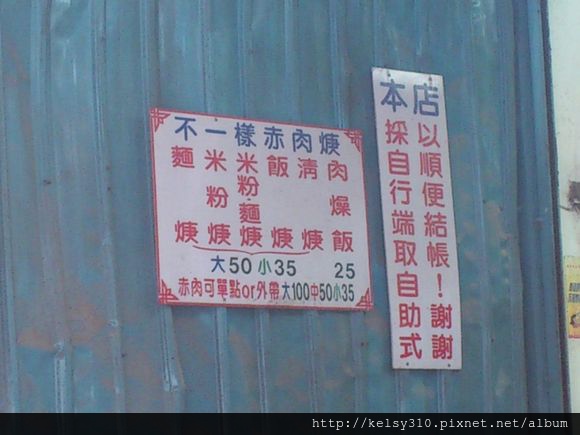 不一樣赤肉焿
麵焿
米粉焿
米粉·麵焿
飯焿
清焿
肉燥飯
大50小35
25
赤肉可單點or外帶大100中50小35
本店
採自行端取自助式
以順便結帳！謝謝
http://kelsy310.pixnet.net/album